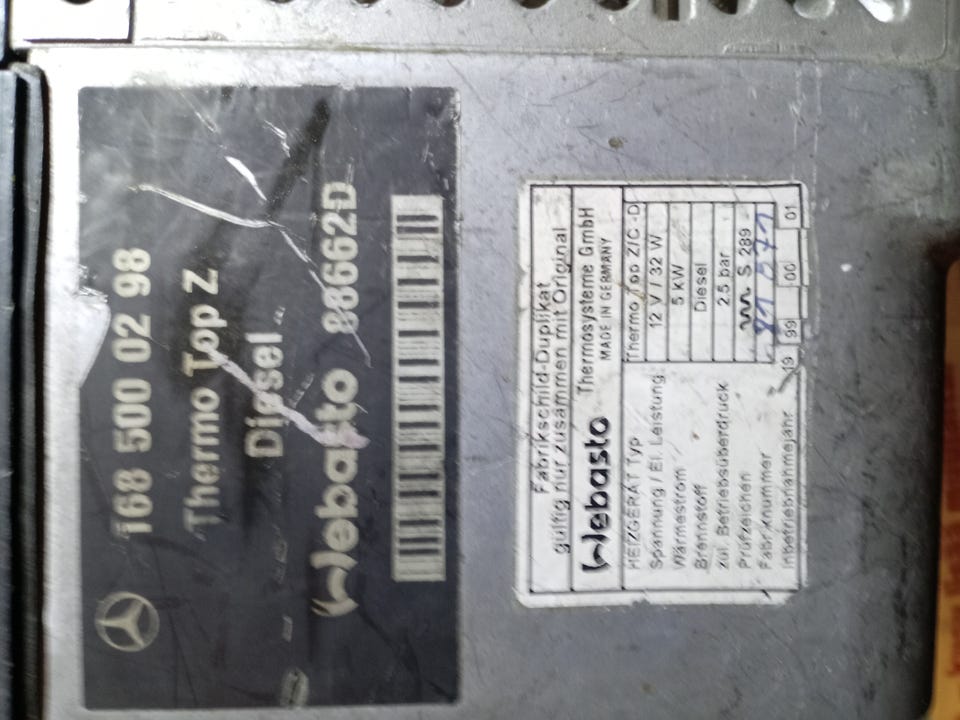 168 500 02 98
Thermo Top Z
Diesel
Webasto 88662D
Fabrikschild-Duplikat
gültig nur zusammen mit Original
Webasto Thermosysteme GmbH
MADE IN GERMANY
HEIZGERÄT Typ Thermo Top Z/C -D
Spannung / El. Leistung: 12 V / 32 W
Wärmestrom 5 kW
Brennstoff Diesel
zul. Betriebsüberdruck 2.5 bar
Prüfzeichen S 289
Fabriknummer
Inbetriebnahmejahr 19 99 00 01